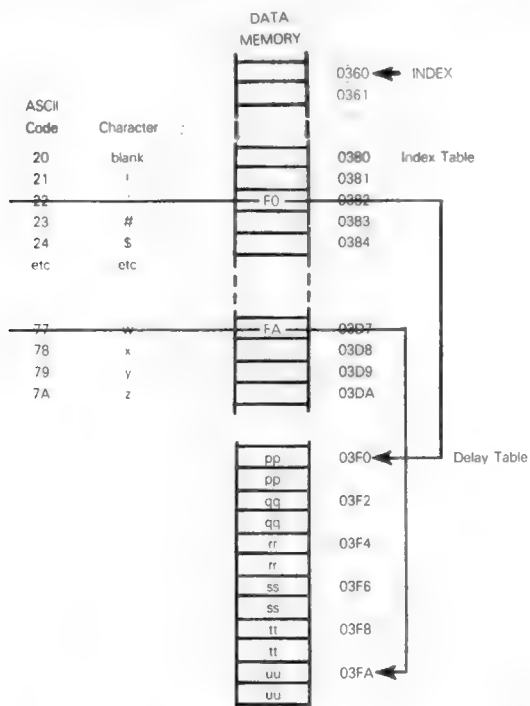 DATA
MEMORY
0360 INDEX
0361
ASCII
Code Character
20 blank 0380 Index Table
21 ! 0381
22 ' F0 0382
23 # 0383
24 $ 0384
etc etc
77 w FA 03D7
78 x 03D8
79 y 03D9
7A z 03DA
pp 03F0 Delay Table
pp
qq 03F2
qq
rr 03F4
rr
ss 03F6
ss
tt 03F8
tt
uu 03FA
uu